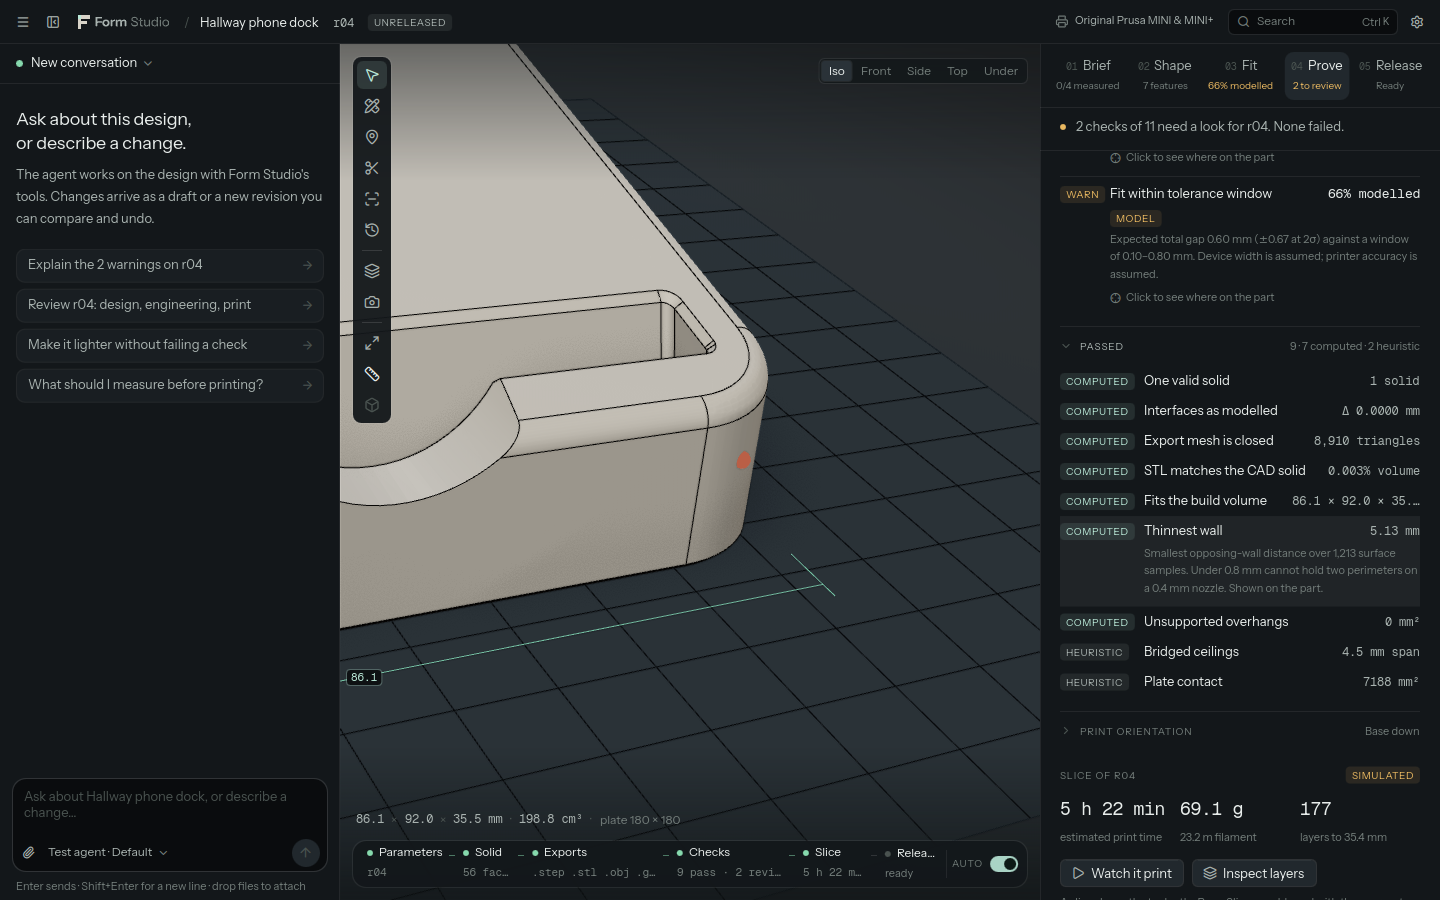 Form Studio / Hallway phone dock r04 UNRELEASED
Original Prusa MINI & MINI+
Search Ctrl K
New conversation
Ask about this design,
or describe a change.
The agent works on the design with Form Studio's
tools. Changes arrive as a draft or a new revision you
can compare and undo.
Explain the 2 warnings on r04
Review r04: design, engineering, print
Make it lighter without failing a check
What should I measure before printing?
Ask about Hallway phone dock, or describe a
change...
Test agent · Default
Enter sends · Shift+Enter for a new line · drop files to attach
Iso Front Side Top Under
86.1
86.1 × 92.0 × 35.5 mm · 198.8 cm³ · plate 180 × 180
Parameters
r04
Solid
56 fac…
Exports
.step .stl .obj .g…
Checks
9 pass · 2 revi…
Slice
5 h 22 m…
Relea…
ready
AUTO
01 Brief
0/4 measured
02 Shape
7 features
03 Fit
66% modelled
04 Prove
2 to review
05 Release
Ready
2 checks of 11 need a look for r04. None failed.
Click to see where on the part
WARN Fit within tolerance window 66% modelled
MODEL
Expected total gap 0.60 mm (±0.67 at 2σ) against a window
of 0.10–0.80 mm. Device width is assumed; printer accuracy is
assumed.
Click to see where on the part
PASSED 9 · 7 computed · 2 heuristic
COMPUTED One valid solid 1 solid
COMPUTED Interfaces as modelled Δ 0.0000 mm
COMPUTED Export mesh is closed 8,910 triangles
COMPUTED STL matches the CAD solid 0.003% volume
COMPUTED Fits the build volume 86.1 × 92.0 × 35.…
COMPUTED Thinnest wall 5.13 mm
Smallest opposing-wall distance over 1,213 surface
samples. Under 0.8 mm cannot hold two perimeters on
a 0.4 mm nozzle. Shown on the part.
COMPUTED Unsupported overhangs 0 mm²
HEURISTIC Bridged ceilings 4.5 mm span
HEURISTIC Plate contact 7188 mm²
PRINT ORIENTATION Base down
SLICE OF R04 SIMULATED
5 h 22 min 69.1 g 177
estimated print time 23.2 m filament layers to 35.4 mm
Watch it print
Inspect layers